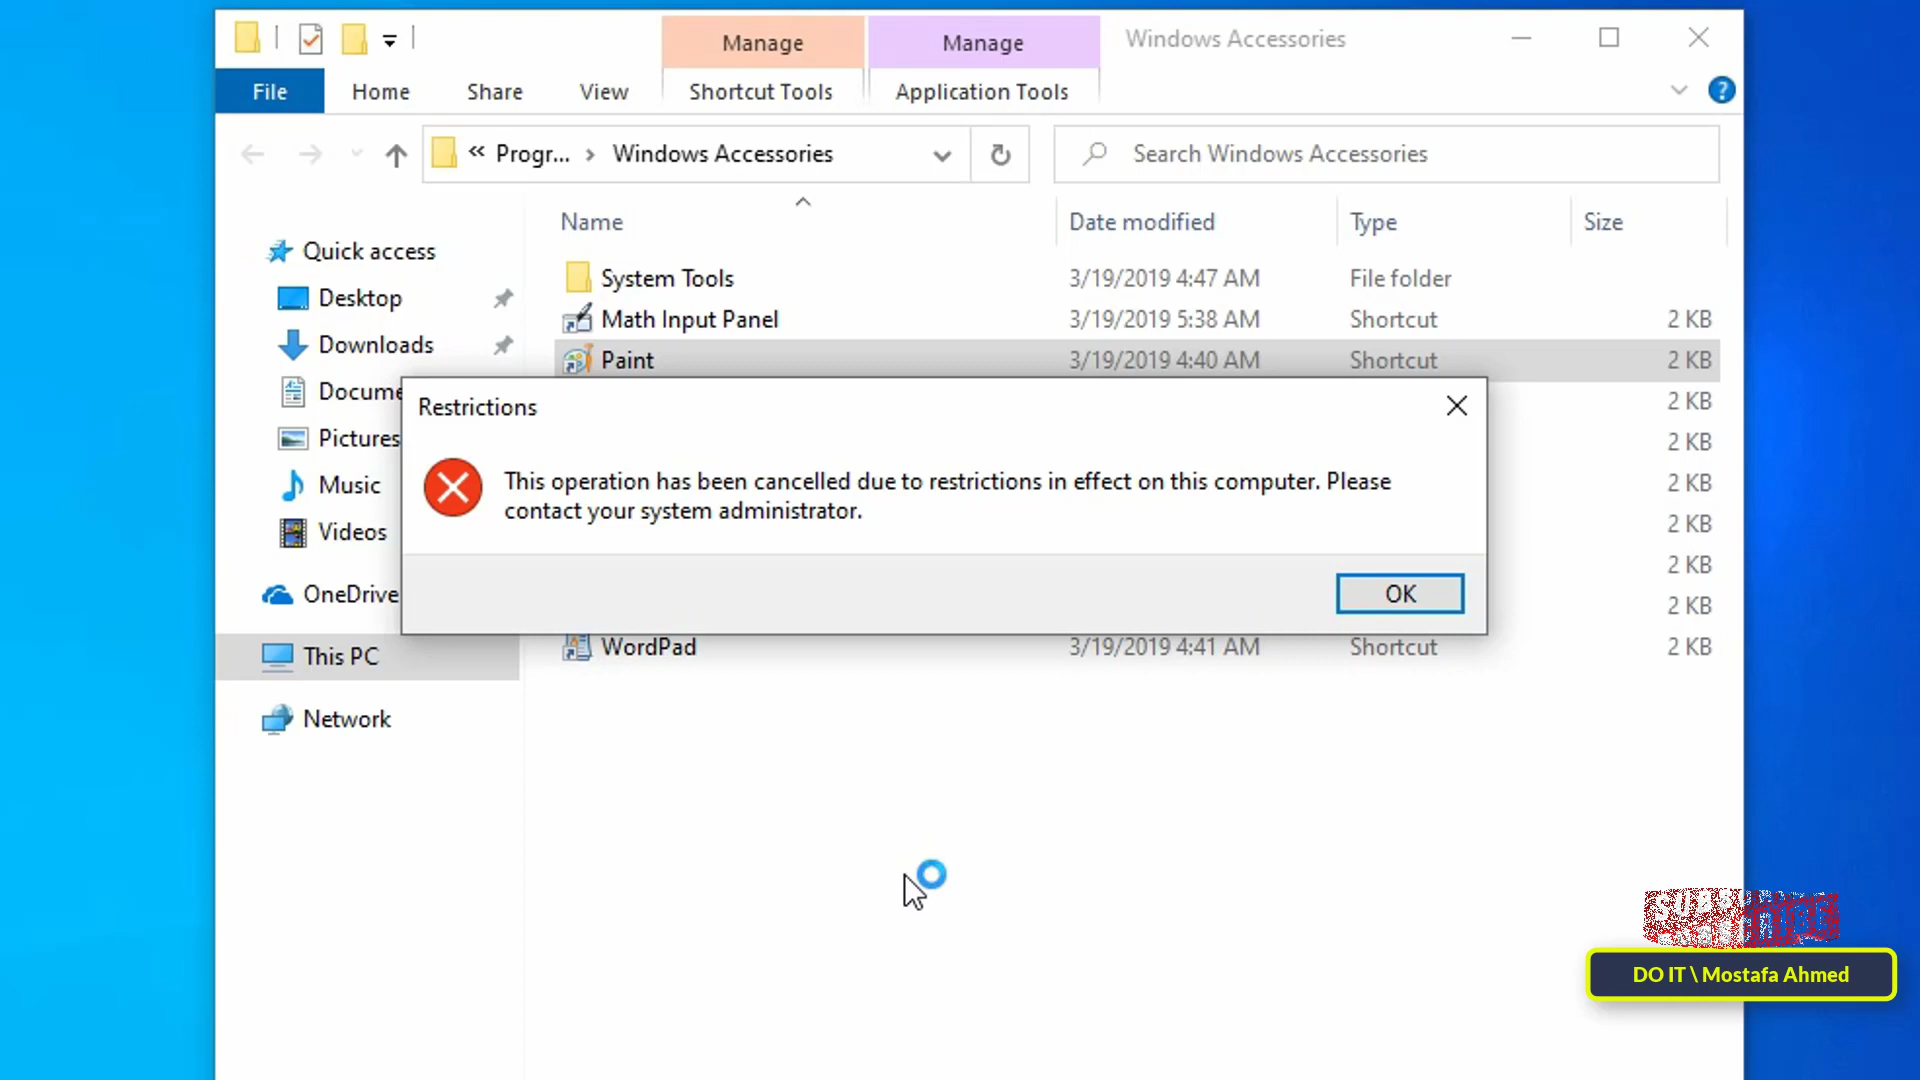 Manage
Manage
Windows Accessories
File
Home
Share
View
Shortcut Tools
Application Tools
?
« Progr... › Windows Accessories
Search Windows Accessories
Name
Date modified
Type
Size
Quick access
Desktop
Downloads
Docume
Pictures
Music
Videos
OneDrive
This PC
Network
System Tools 3/19/2019 4:47 AM File folder
Math Input Panel 3/19/2019 5:38 AM Shortcut 2 KB
Paint 3/19/2019 4:40 AM Shortcut 2 KB
2 KB
2 KB
2 KB
2 KB
2 KB
2 KB
WordPad 3/19/2019 4:41 AM Shortcut 2 KB
Restrictions
This operation has been cancelled due to restrictions in effect on this computer. Please
contact your system administrator.
OK
DO IT \ Mostafa Ahmed